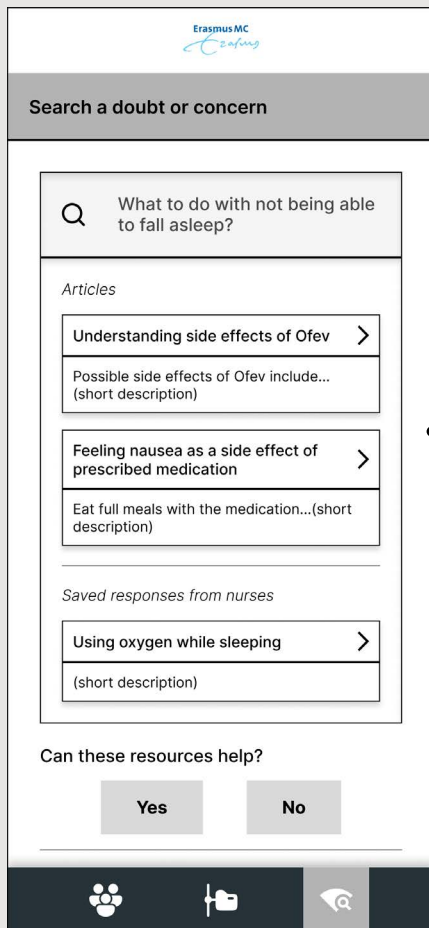 Erasmus MC
Erasmus
Search a doubt or concern
What to do with not being able
to fall asleep?
Articles
Understanding side effects of Ofev
Possible side effects of Ofev include...
(short description)
Feeling nausea as a side effect of
prescribed medication
Eat full meals with the medication...(short
description)
Saved responses from nurses
Using oxygen while sleeping
(short description)
Can these resources help?
Yes
No